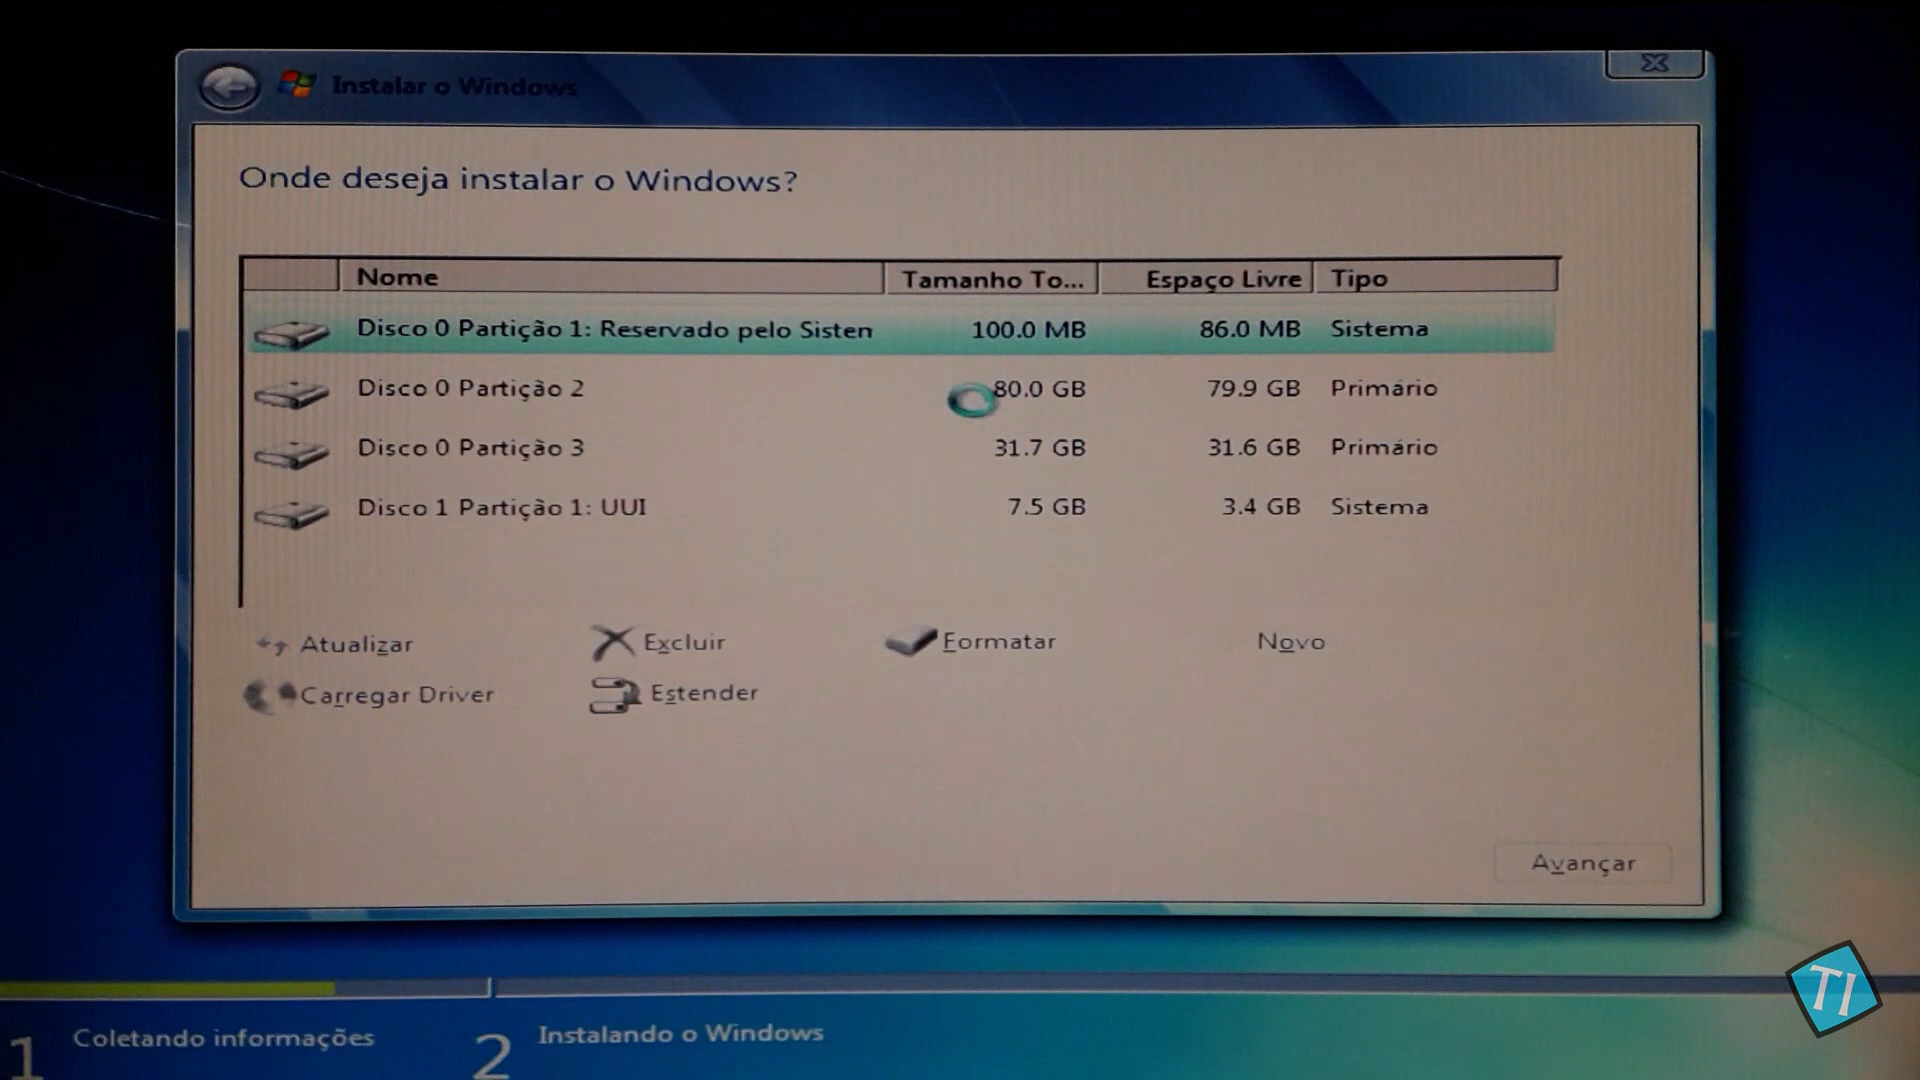 Instalar o Windows
Onde deseja instalar o Windows?
Nome Tamanho To... Espaço Livre Tipo
Disco 0 Partição 1: Reservado pelo Sisten 100.0 MB 86.0 MB Sistema
Disco 0 Partição 2 80.0 GB 79.9 GB Primário
Disco 0 Partição 3 31.7 GB 31.6 GB Primário
Disco 1 Partição 1: UUI 7.5 GB 3.4 GB Sistema
Atualizar Excluir Formatar Novo
Carregar Driver Estender
Avançar
TI
1 Coletando informações 2 Instalando o Windows